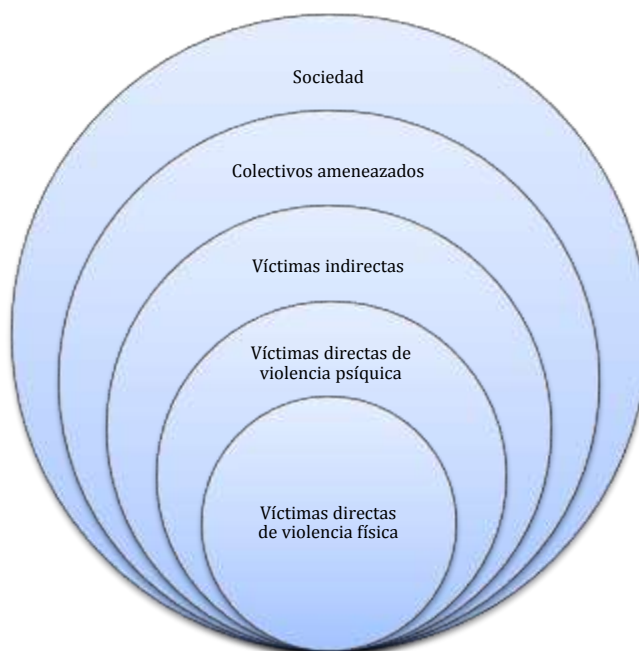 Sociedad
Colectivos ameneazados
Víctimas indirectas
Víctimas directas de
violencia psíquica
Víctimas directas
de violencia física